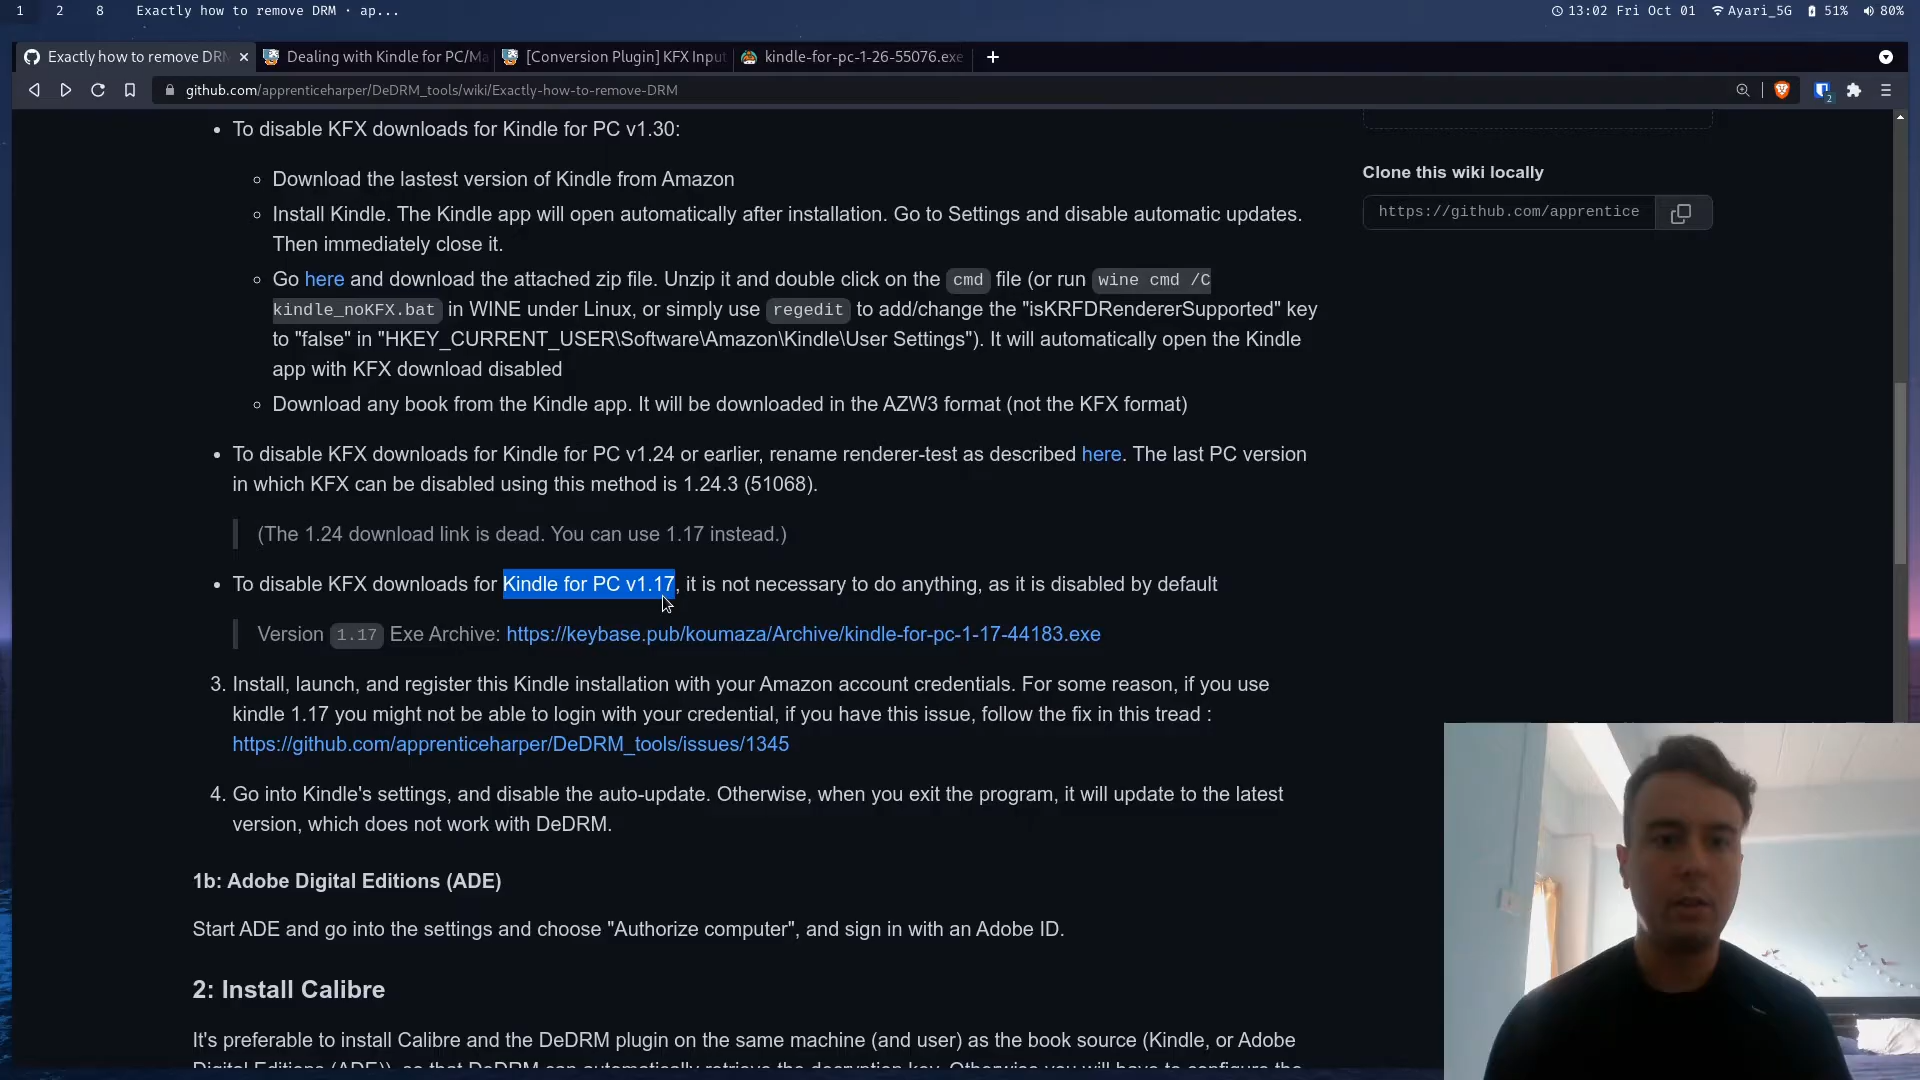 1 2 8 Exactly how to remove DRM · ap... 13:02 Fri Oct 01 Ayari_5G 51% 80%
Exactly how to remove DRM Dealing with Kindle for PC/Ma [Conversion Plugin] KFX Input kindle-for-pc-1-26-55076.exe
github.com/apprenticeharper/DeDRM_tools/wiki/Exactly-how-to-remove-DRM 2
• To disable KFX downloads for Kindle for PC v1.30:
Download the lastest version of Kindle from Amazon
Install Kindle. The Kindle app will open automatically after installation. Go to Settings and disable automatic updates.
Then immediately close it.
Go here and download the attached zip file. Unzip it and double click on the cmd file (or run wine cmd /C
kindle_noKFX.bat in WINE under Linux, or simply use regedit to add/change the "isKRFDRendererSupported" key
to "false" in "HKEY_CURRENT_USER\Software\Amazon\Kindle\User Settings"). It will automatically open the Kindle
app with KFX download disabled
Download any book from the Kindle app. It will be downloaded in the AZW3 format (not the KFX format)
• To disable KFX downloads for Kindle for PC v1.24 or earlier, rename renderer-test as described here. The last PC version
in which KFX can be disabled using this method is 1.24.3 (51068).
(The 1.24 download link is dead. You can use 1.17 instead.)
• To disable KFX downloads for Kindle for PC v1.17, it is not necessary to do anything, as it is disabled by default
Version 1.17 Exe Archive: https://keybase.pub/koumaza/Archive/kindle-for-pc-1-17-44183.exe
3. Install, launch, and register this Kindle installation with your Amazon account credentials. For some reason, if you use
kindle 1.17 you might not be able to login with your credential, if you have this issue, follow the fix in this tread :
https://github.com/apprenticeharper/DeDRM_tools/issues/1345
4. Go into Kindle's settings, and disable the auto-update. Otherwise, when you exit the program, it will update to the latest
version, which does not work with DeDRM.
1b: Adobe Digital Editions (ADE)
Start ADE and go into the settings and choose "Authorize computer", and sign in with an Adobe ID.
2: Install Calibre
It's preferable to install Calibre and the DeDRM plugin on the same machine (and user) as the book source (Kindle, or Adobe
Digital Editions (ADE)), so that DeDRM can automatically retrieve the decryption key. Otherwise you will have to configure the
Clone this wiki locally
https://github.com/apprentice